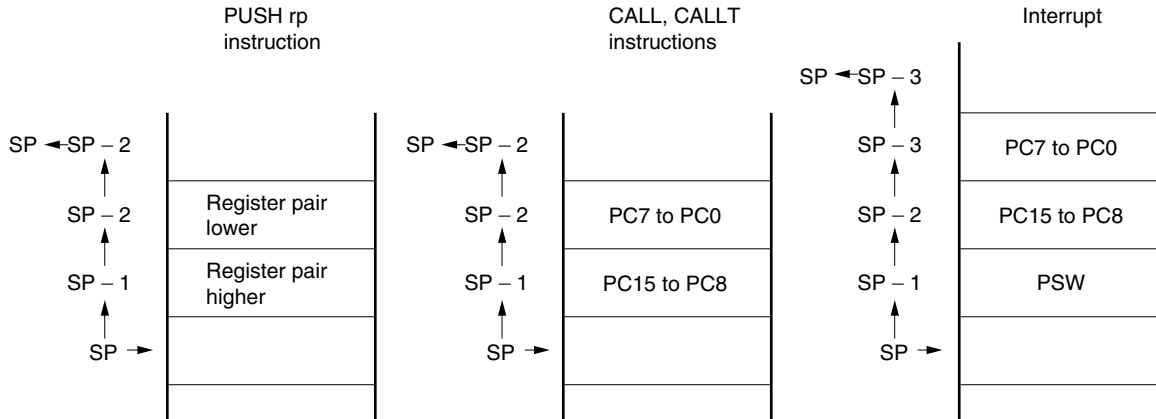 PUSH rp
instruction
SP ← SP – 2
SP – 2
SP – 1
SP
Register pair
lower
Register pair
higher
CALL, CALLT
instructions
SP ← SP – 2
SP – 2
SP – 1
SP
PC7 to PC0
PC15 to PC8
Interrupt
SP ← SP – 3
SP – 3
SP – 2
SP – 1
SP
PC7 to PC0
PC15 to PC8
PSW